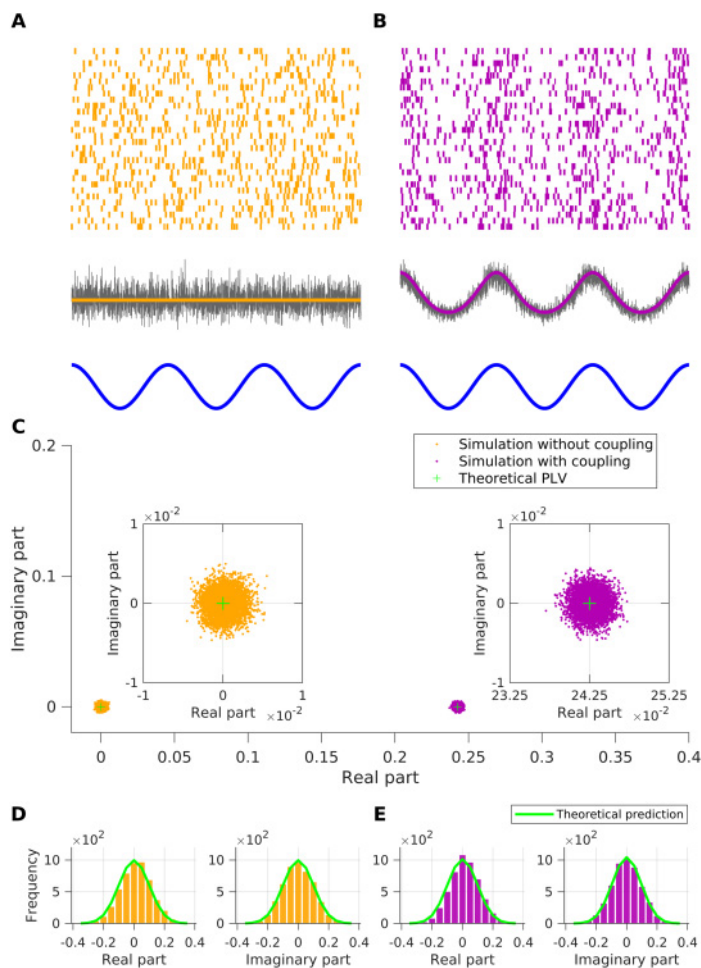 A
B
C
0.2
0.1
0
Imaginary part
Simulation without coupling
Simulation with coupling
Theoretical PLV
×10-2
1
0
-1
Imaginary part
-1 0 1
Real part ×10-2
×10-2
1
0
-1
Imaginary part
23.25 24.25 25.25
Real part ×10-2
0 0.05 0.1 0.15 0.2 0.25 0.3 0.35 0.4
Real part
D
E
Theoretical prediction
×102
10
5
0
Frequency
-0.4 -0.2 0 0.2 0.4
Real part
×102
10
5
0
-0.4 -0.2 0 0.2 0.4
Imaginary part
×102
10
5
0
-0.4 -0.2 0 0.2 0.4
Real part
×102
10
5
0
-0.4 -0.2 0 0.2 0.4
Imaginary part